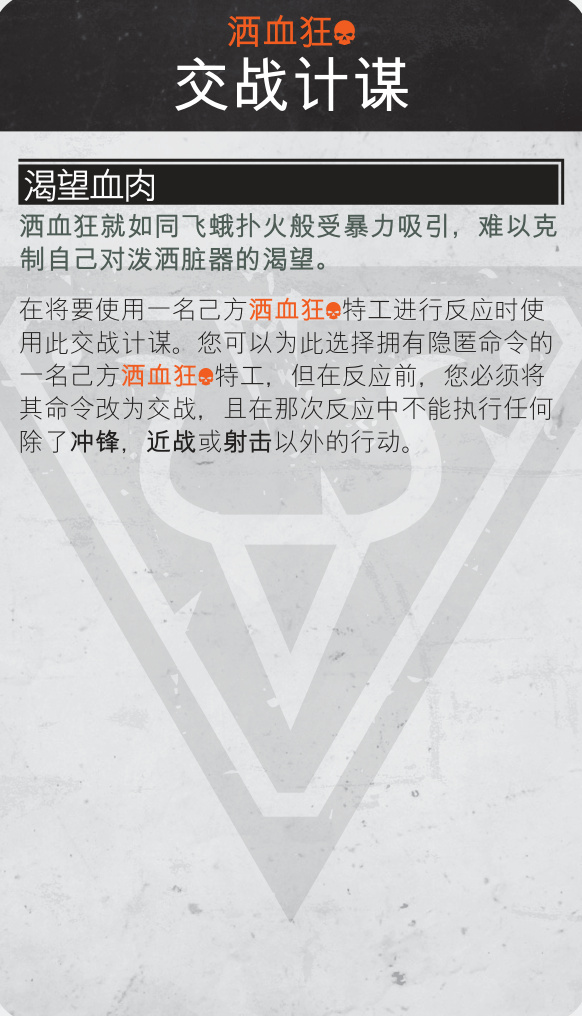 洒血狂
交战计谋
渴望血肉
洒血狂就如同飞蛾扑火般受暴力吸引，难以克
制自己对泼洒脏器的渴望。
在将要使用一名己方洒血狂特工进行反应时使
用此交战计谋。您可以为此选择拥有隐匿命令的
一名己方洒血狂特工，但在反应前，您必须将
其命令改为交战，且在那次反应中不能执行任何
除了冲锋，近战或射击以外的行动。